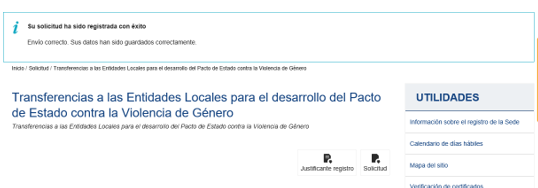 Su solicitud ha sido registrada con éxito
Envío correcto. Sus datos han sido guardados correctamente.
Inicio / Solicitud / Transferencias a las Entidades Locales para el desarrollo del Pacto de Estado contra la Violencia de Género
Transferencias a las Entidades Locales para el desarrollo del Pacto
de Estado contra la Violencia de Género
Transferencias a las Entidades Locales para el desarrollo del Pacto de Estado contra la Violencia de Género
Justificante registro
Solicitud
UTILIDADES
Información sobre el registro de la Sede
Calendario de días hábiles
Mapa del sitio
Verificación de certificados